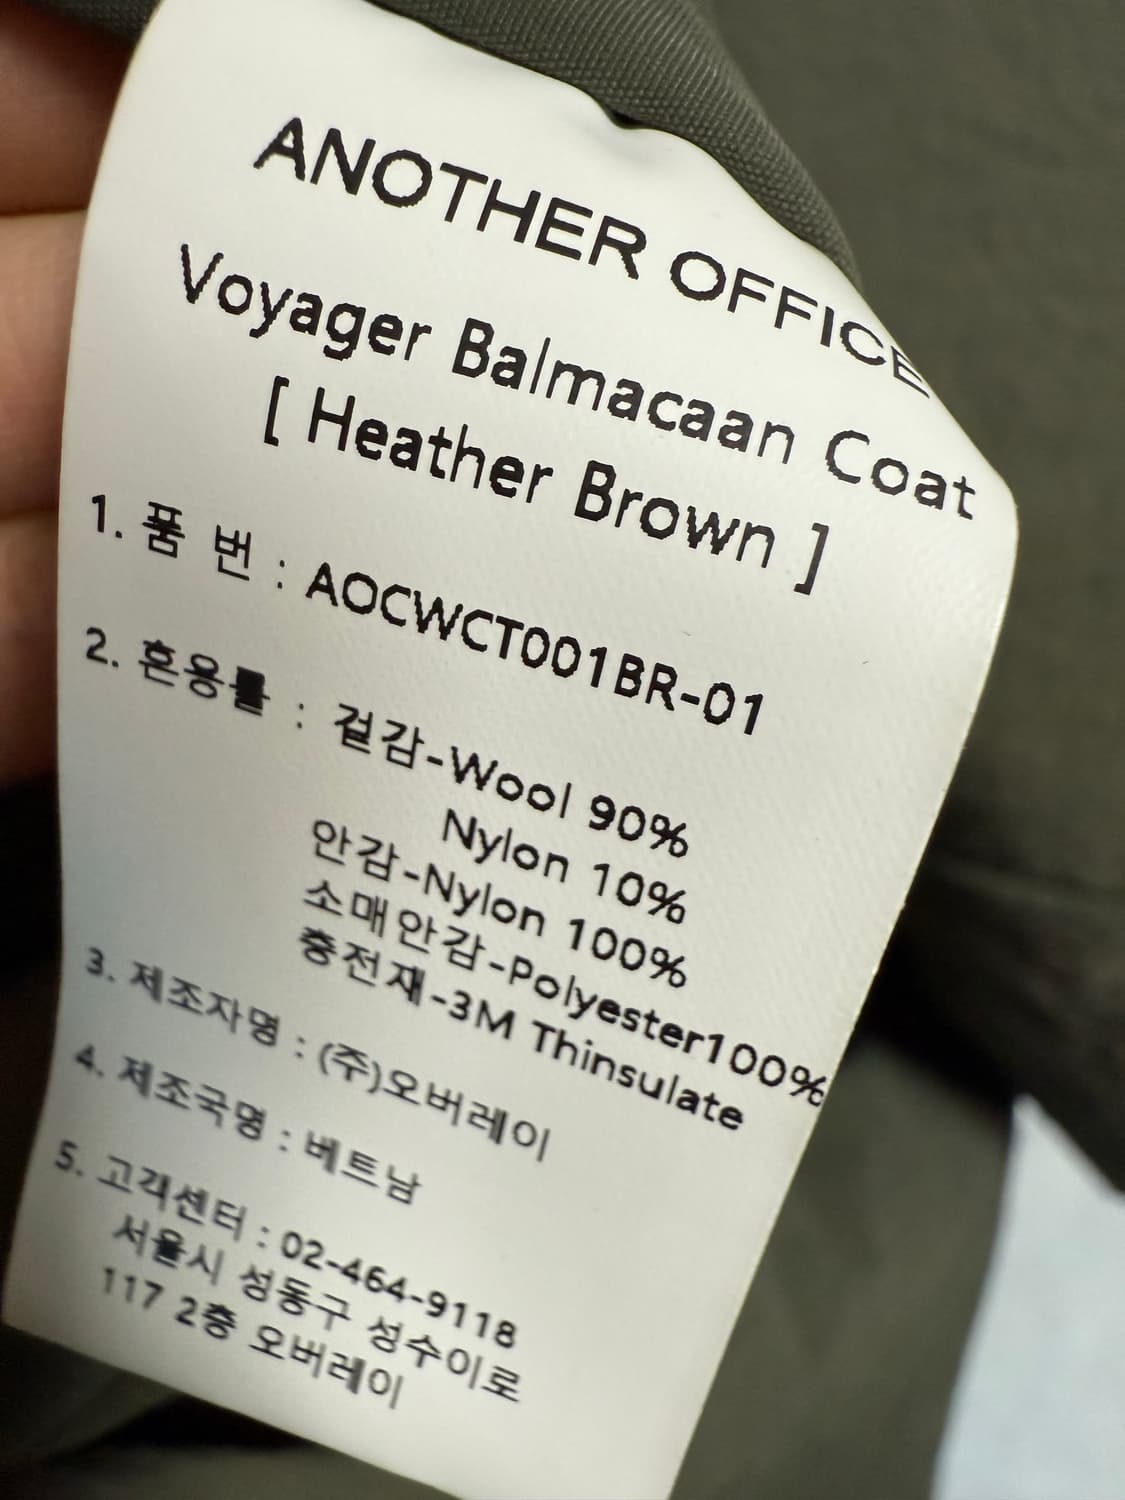 ANOTHER OFFICE
Voyager Balmacaan Coat
[ Heather Brown ]
1. 품 번 : AOCWCT001BR-01
2. 혼용률 : 겉감-Wool 90%
Nylon 10%
안감-Nylon 100%
소매안감-Polyester100%
충전재-3M Thinsulate
3. 제조자명 : (주)오버레이
4. 제조국명 : 베트남
5. 고객센터 : 02-464-9118
서울시 성동구 성수이로
117 2층 오버레이